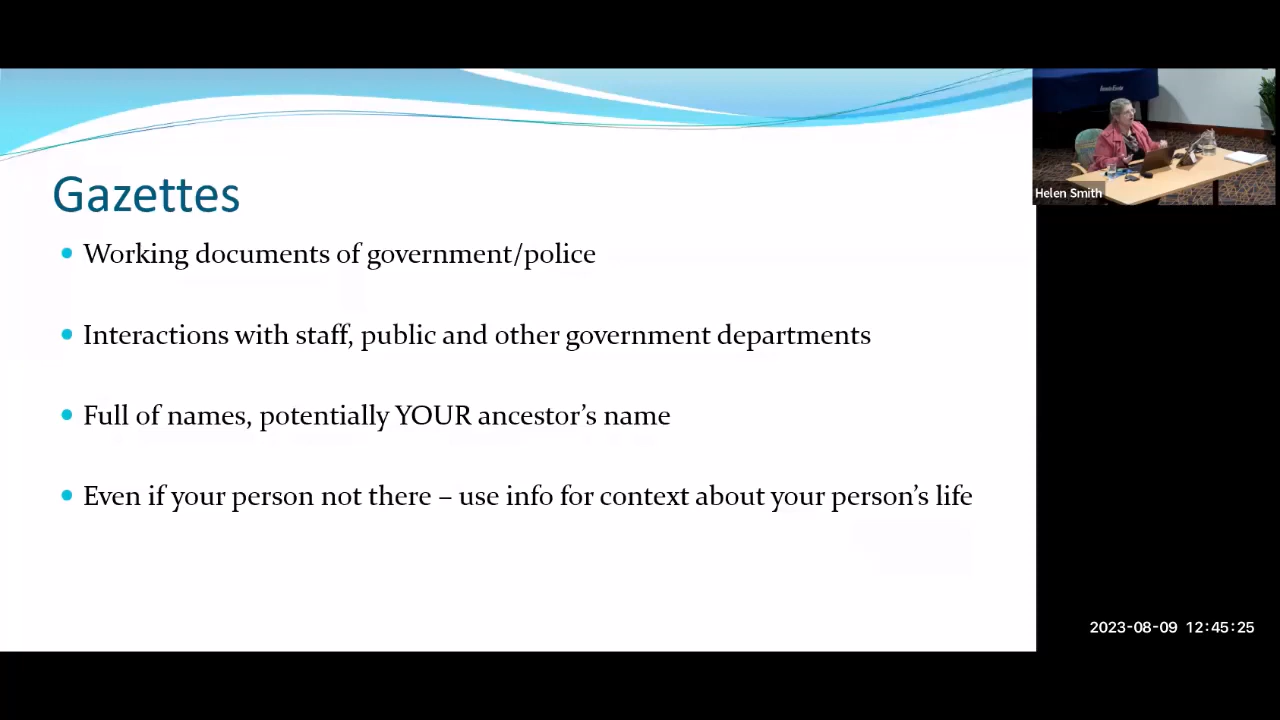 Gazettes
Working documents of government/police
Interactions with staff, public and other government departments
Full of names, potentially YOUR ancestor’s name
Even if your person not there – use info for context about your person’s life
Helen Smith
2023-08-09 12:45:25